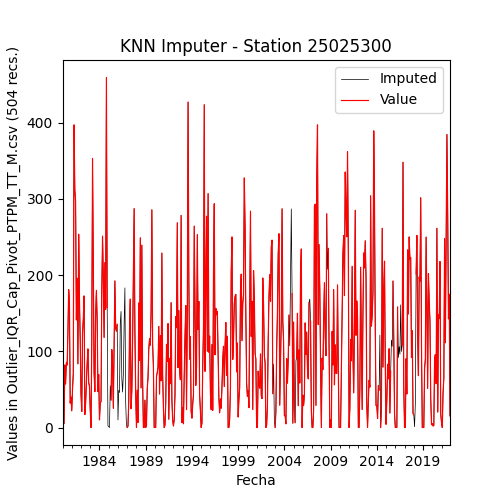 KNN Imputer - Station 25025300
Imputed
Value
Values in Outlier_IQR_Cap_Pivot_PTPM_TT_M.csv (504 recs.)
400
300
200
100
0
1984 1989 1994 1999 2004 2009 2014 2019
Fecha